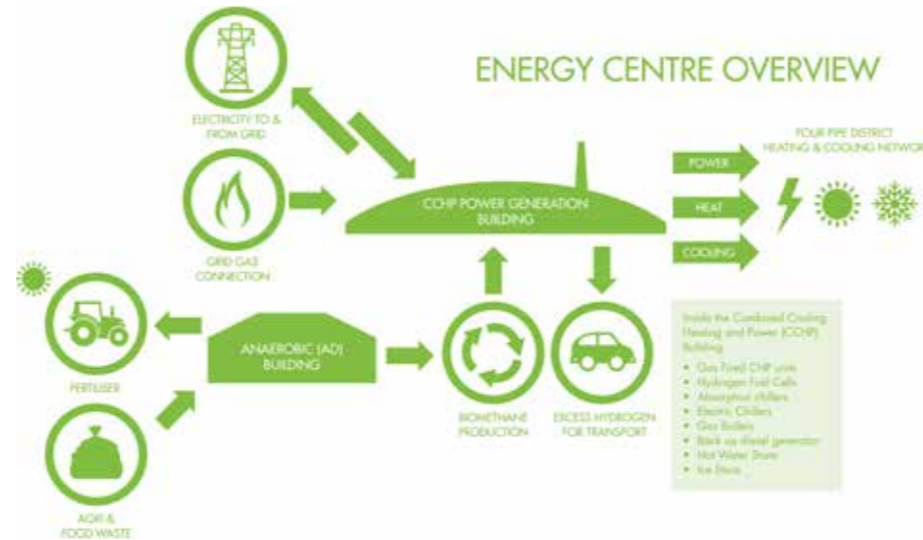 ENERGY CENTRE OVERVIEW
ELECTRICITY TO &
FROM GRID
FOUR PIPE DISTRICT
HEATING & COOLING NETWORK
POWER
CCHP POWER GENERATION
BUILDING
HEAT
COOLING
GRID GAS
CONNECTION
ANAEROBIC (AD)
BUILDING
FERTILISER
BIOMETHANE
PRODUCTION
EXCESS HYDROGEN
FOR TRANSPORT
AGRI &
FOOD WASTE
Inside the Combined Cooling
Heating and Power (CCHP)
Building
• Gas Fired CHP units
• Hydrogen Fuel Cells
• Absorption chillers
• Electric Chillers
• Gas Boilers
• Back up diesel generator
• Hot Water Store
• Ice Store